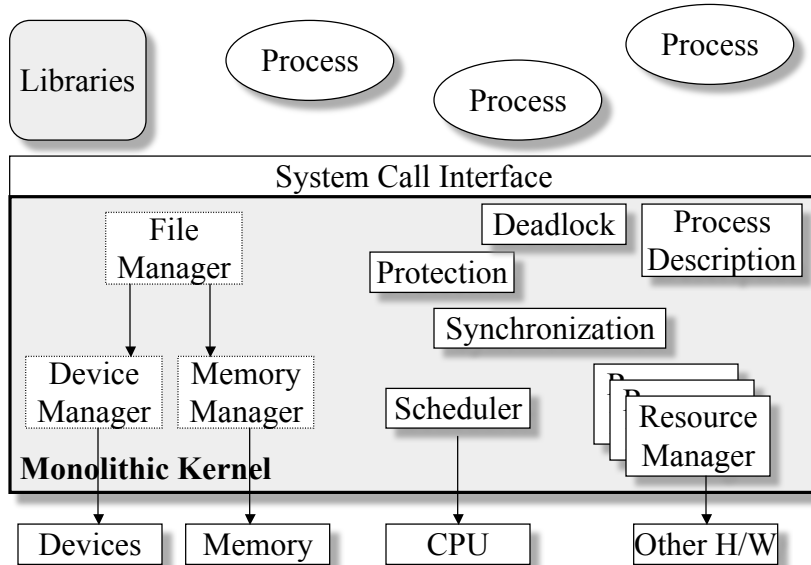 Libraries
Process
Process
Process
System Call Interface
File
Manager
Deadlock
Process
Description
Protection
Synchronization
Device
Manager
Memory
Manager
Scheduler
Resource
Manager
Monolithic Kernel
Devices
Memory
CPU
Other H/W